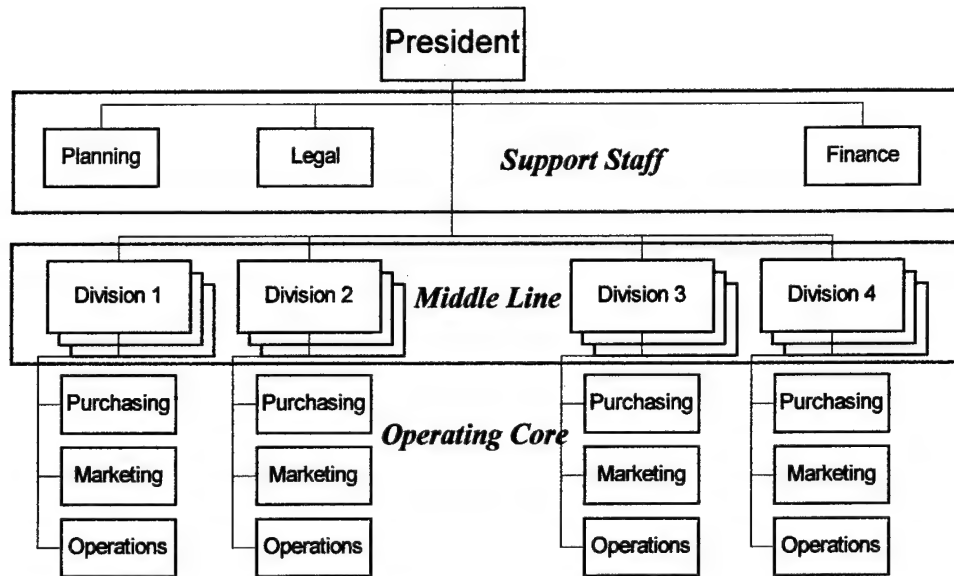 President
Planning
Legal
Support Staff
Finance
Division 1
Division 2
Middle Line
Division 3
Division 4
Purchasing
Purchasing
Purchasing
Purchasing
Operating Core
Marketing
Marketing
Marketing
Marketing
Operations
Operations
Operations
Operations